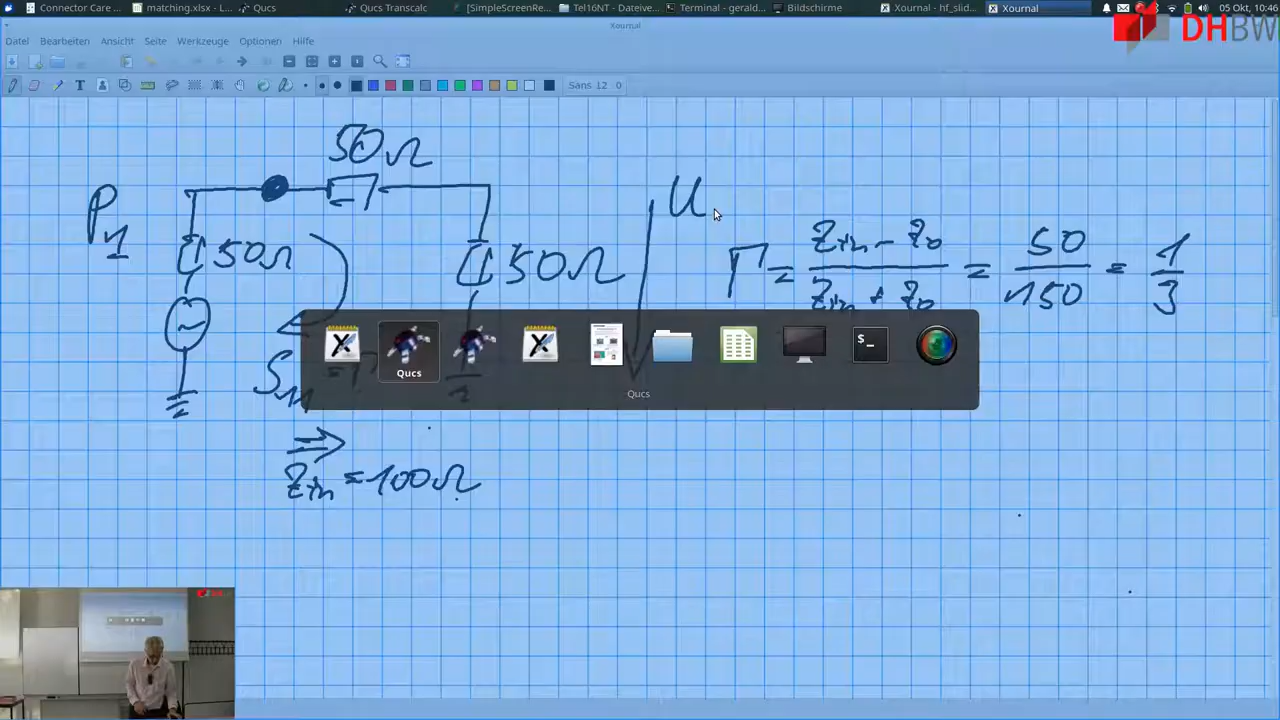 Connector Care ...
matching.xlsx - L...
Qucs
Qucs Transcalc
[SimpleScreenRe...
Tel16NT - Dateive...
Terminal - gerald...
Bildschirme
Xournal - hf_slid...
Xournal
05 Okt, 10:46
Xournal
DHBW
Datei Bearbeiten Ansicht Seite Werkzeuge Optionen Hilfe
T
Sans 12
50Ω
P1
50Ω
50Ω
U
Γ = Zin - Z0 / Zin + Z0 = 50 / 150 = 1 / 3
S11
Qucs
Qucs
Zin = 100Ω